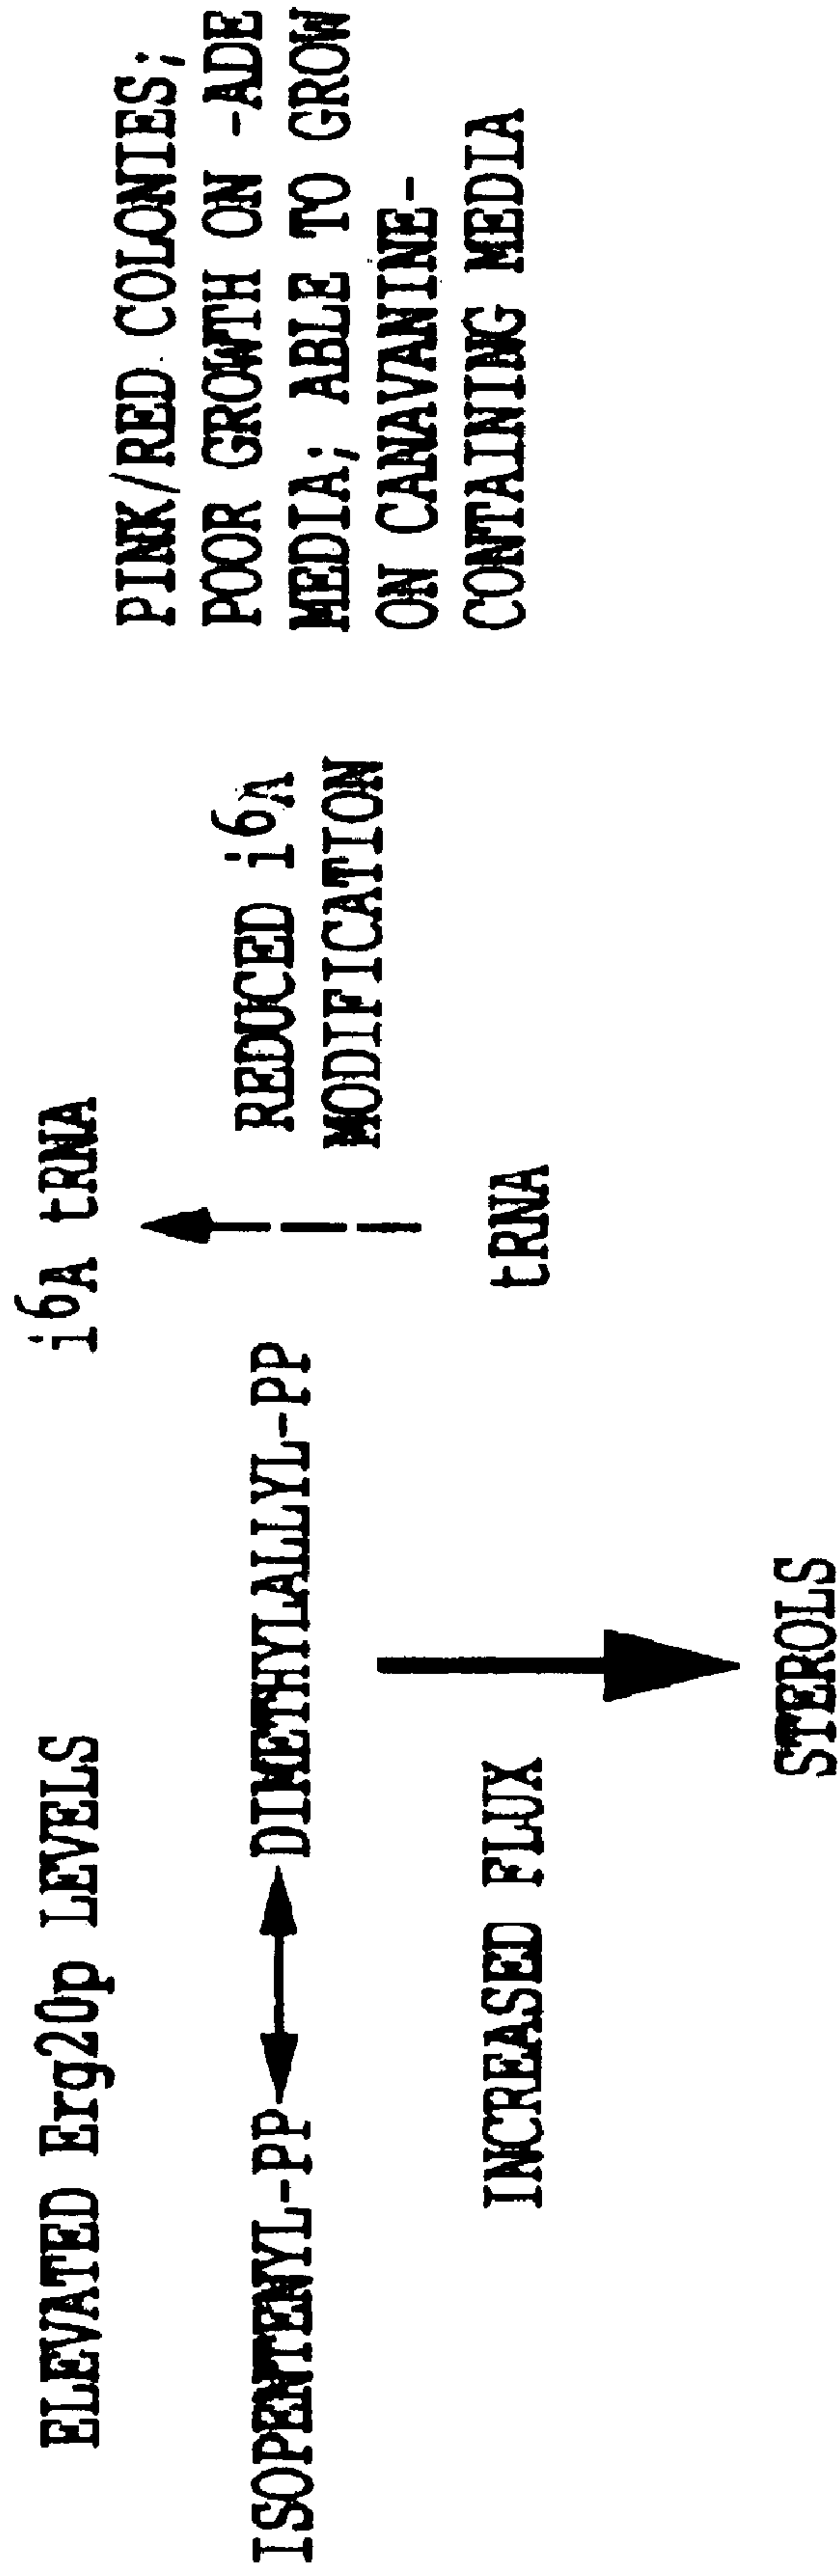 ELEVATED Erg20p LEVELS
i6A tRNA
ISOPENTENYL-PP
DIMETHYLALLYL-PP
REDUCED i6A
MODIFICATION
PINK/RED COLONIES;
POOR GROWTH ON -ADE
MEDIA; ABLE TO GROW
ON CANAVANINE-
CONTAINING MEDIA
INCREASED FLUX
tRNA
STEROLS